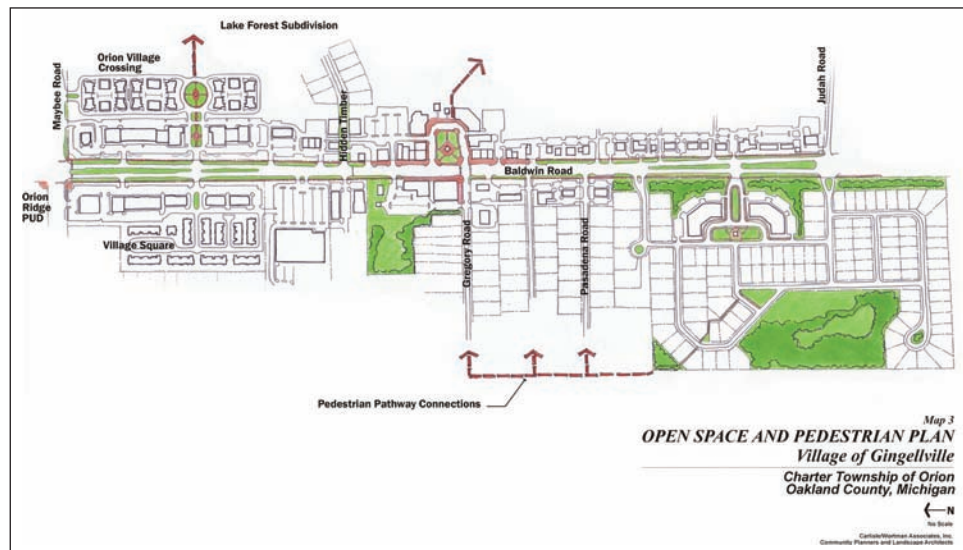 Lake Forest Subdivision
Orion Village
Crossing
Maybee Road
Hidden Timber
Judah Road
Baldwin Road
Orion
Ridge
PUD
Village Square
Gregory Road
Pasadena Road
Pedestrian Pathway Connections
Map 3
OPEN SPACE AND PEDESTRIAN PLAN
Village of Gingellville
Charter Township of Orion
Oakland County, Michigan
N
No Scale
Carlisle/Wortman Associates, Inc.
Community Planners and Landscape Architects